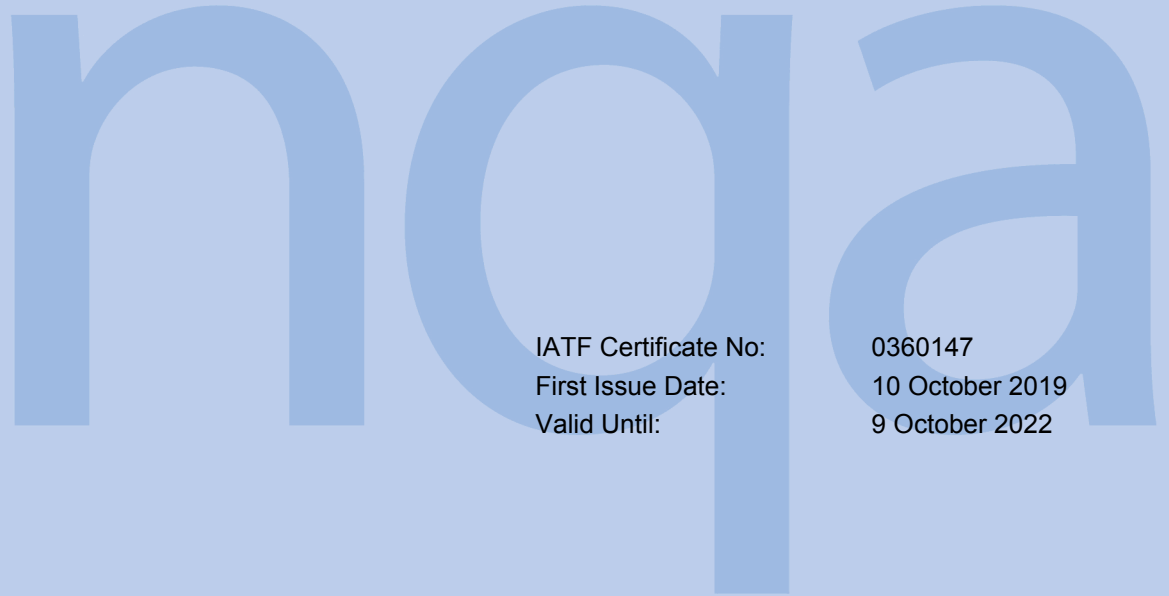 nqa
IATF Certificate No: 0360147
First Issue Date: 10 October 2019
Valid Until: 9 October 2022